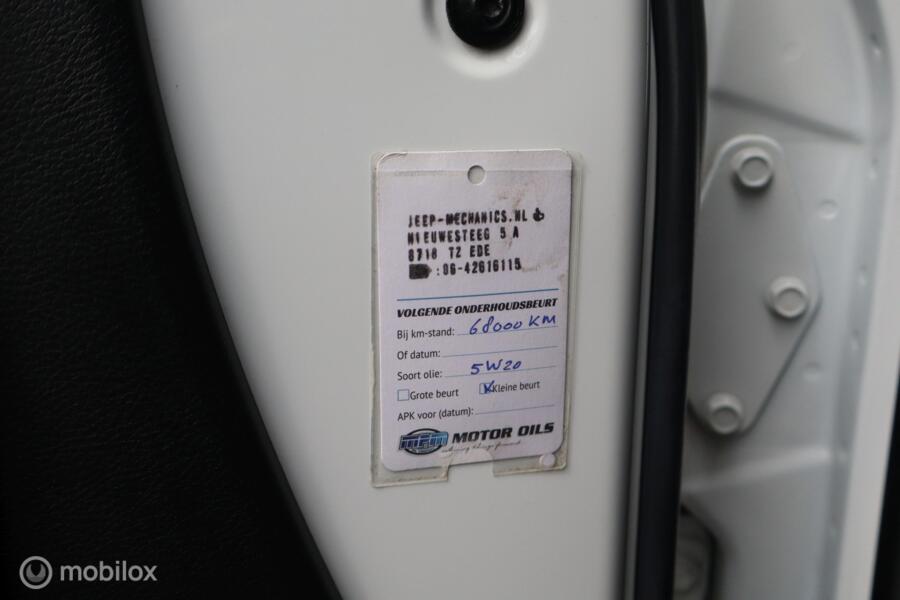 JEEP-MECHANICS.NL
NIEUWESTEEG 5 A
6718 TZ EDE
:06-42616115
VOLGENDE ONDERHOUDSBEURT
Bij km-stand: 68000 KM
Of datum:
Soort olie: 5W20
Grote beurt Kleine beurt
APK voor (datum):
MPM MOTOR OILS
mobilox